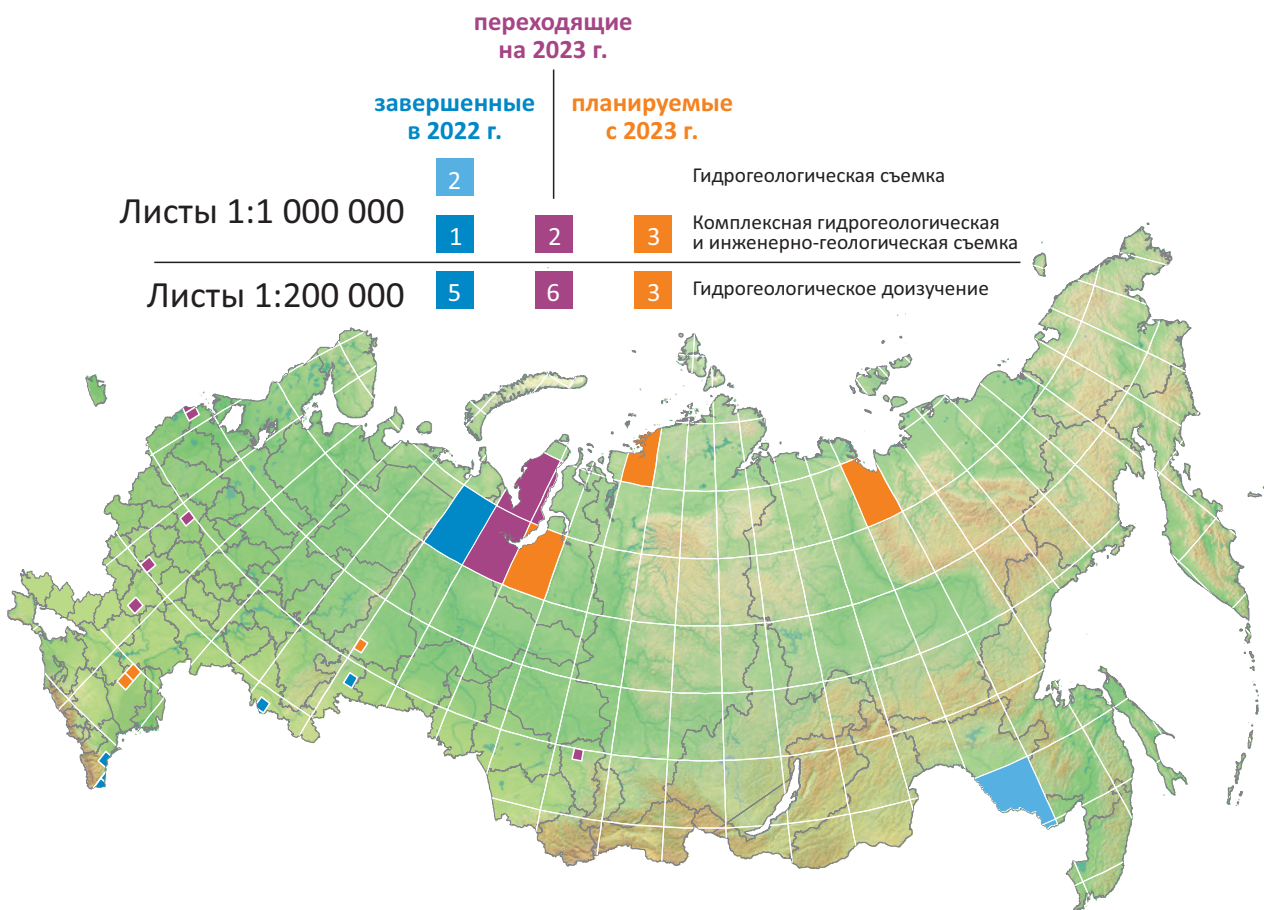 переходящие
на 2023 г.
завершенные
в 2022 г.
планируемые
с 2023 г.
Листы 1:1 000 000
2
Гидрогеологическая съемка
1
2
3
Комплексная гидрогеологическая
и инженерно-геологическая съемка
Листы 1:200 000
5
6
3
Гидрогеологическое доизучение